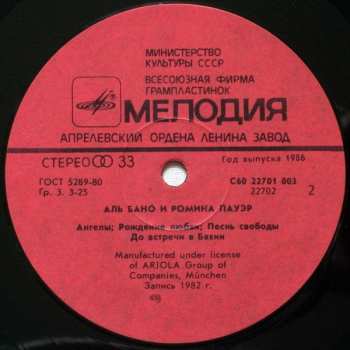 МИНИСТЕРСТВО
КУЛЬТУРЫ СССР
ВСЕСОЮЗНАЯ ФИРМА
ГРАМПЛАСТИНОК
МЕЛОДИЯ
АПРЕЛЕВСКИЙ ОРДЕНА ЛЕНИНА ЗАВОД
СТЕРЕО 33
Год выпуска 1986
ГОСТ 5289-80
С60 22701 003
Гр. 3. 3-25
22702
2
АЛЬ БАНО И РОМИНА ПАУЭР
Ангелы; Рождение любви; Песнь свободы
До встречи в Бахии
Manufactured under license
of ARIOLA Group of
Companies, München
Запись 1982 г.